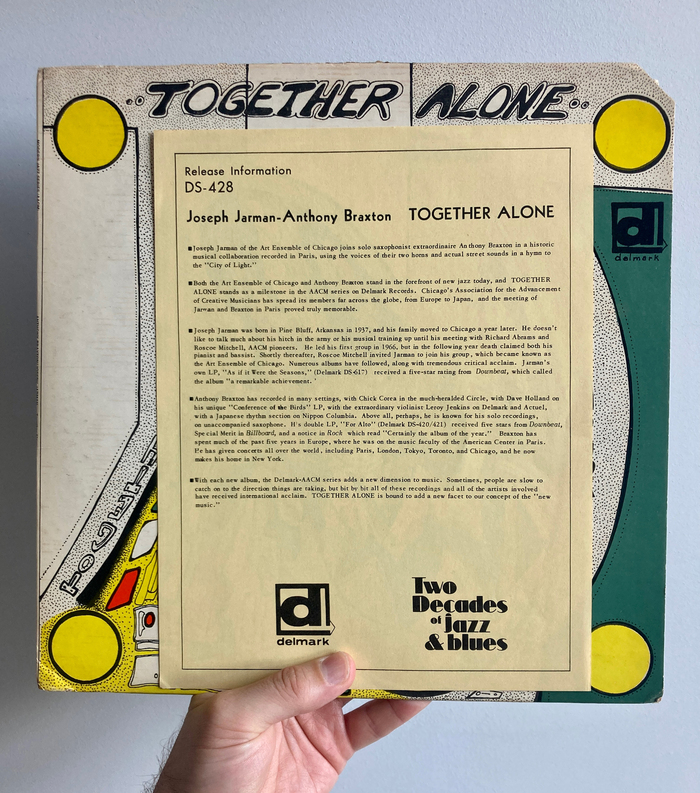 TOGETHER ALONE
delmark
Release Information
DS-428
Joseph Jarman-Anthony Braxton TOGETHER ALONE
■Joseph Jarman of the Art Ensemble of Chicago joins solo saxophonist extraordinaire Anthony Braxton in a historic
musical collaboration recorded in Paris, using the voices of their two horns and actual street sounds in a hymn to
the "City of Light."
■Both the Art Ensemble of Chicago and Anthony Braxton stand in the forefront of new jazz today, and TOGETHER
ALONE stands as a milestone in the AACM series on Delmark Records. Chicago's Association for the Advancement
of Creative Musicians has spread its members far across the globe, from Europe to Japan, and the meeting of
Jarman and Braxton in Paris proved truly memorable.
■Joseph Jarman was born in Pine Bluff, Arkansas in 1937, and his family moved to Chicago a year later. He doesn't
like to talk much about his hitch in the army or his musical training up until his meeting with Richard Abrams and
Roscoe Mitchell, AACM pioneers. He led his first group in 1966, but in the following year death claimed both his
pianist and bassist. Shortly thereafter, Roscoe Mitchell invited Jarman to join his group, which became known as
the Art Ensemble of Chicago. Numerous albums have followed, along with tremendous critical acclaim. Jarman's
own LP, "As if it Were the Seasons," (Delmark DS-617) received a five-star rating from Downbeat, which called
the album "a remarkable achievement."
■Anthony Braxton has recorded in many settings, with Chick Corea in the much-heralded Circle, with Dave Holland on
his unique "Conference of the Birds" LP, with the extraordinary violinist Leroy Jenkins on Delmark and Actuel,
with a Japanese rhythm section on Nippon Columbia. Above all, perhaps, he is known for his solo recordings,
on unaccompanied saxophone. H's double LP, "For Alto" (Delmark DS-420/421) received five stars from Downbeat,
Special Merit in Billboard, and a notice in Rock which read "Certainly the album of the year." Braxton has
spent much of the past five years in Europe, where he was on the music faculty of the American Center in Paris.
He has given concerts all over the world, including Paris, London, Tokyo, Toronto, and Chicago, and he now
makes his home in New York.
■With each new album, the Delmark-AACM series adds a new dimension to music. Sometimes, people are slow to
catch on to the direction things are taking, but bit by bit all of these recordings and all of the artists involved
have received international acclaim. TOGETHER ALONE is bound to add a new facet to our concept of the "new
music."
d
delmark
Two
Decades
of jazz
& blues